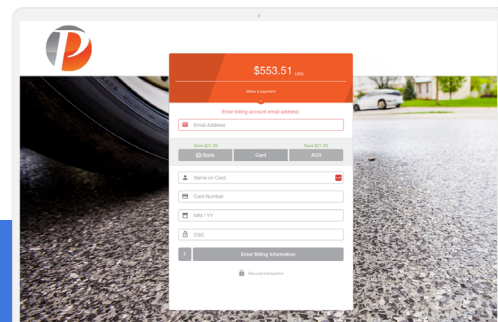 $553.51 USD
Make a payment
Enter billing account email address
Email Address
Save $21.29 Save $21.29
Bank Card ACH
Name on Card
Card Number
MM / YY
CSC
Enter Billing Information
Secured transaction